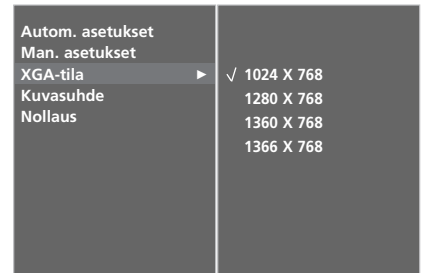 Autom. asetukset
Man. asetukset
XGA-tila ►
Kuvasuhde
Nollaus
√ 1024 X 768
1280 X 768
1360 X 768
1366 X 768